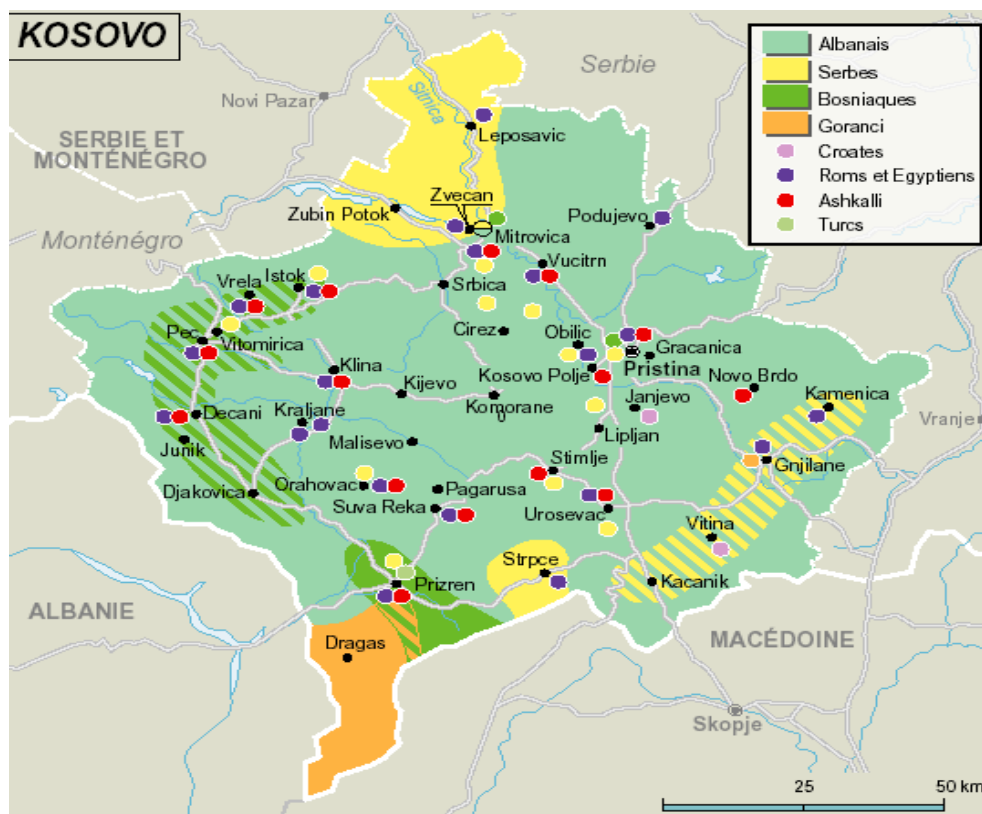 KOSOVO
Albanais
Serbes
Bosniaques
Goranci
Croates
Roms et Egyptiens
Ashkalli
Turcs
Serbie
Novi Pazar
Sitnica
Leposavic
SERBIE ET
MONTÉNÉGRO
Zvecan
Zubin Potok
Podujevo
Monténégro
Mitrovica
Vucitrn
Istok
Vrela
Srbica
Cirez
Obilic
Pec
Vitomirica
Gracanica
Pristina
Klina
Kosovo Polje
Novo Brdo
Kijevo
Komorane
Janjevo
Kamenica
Decani
Kraljane
Vranje
Junik
Malisevo
Lipljan
Gnjilane
Stimlje
Djakovica
Orahovac
Pagarusa
Suva Reka
Urosevac
Vitina
Strpce
Prizren
Kacanik
ALBANIE
MACÉDOINE
Dragas
Skopje
25
50 km